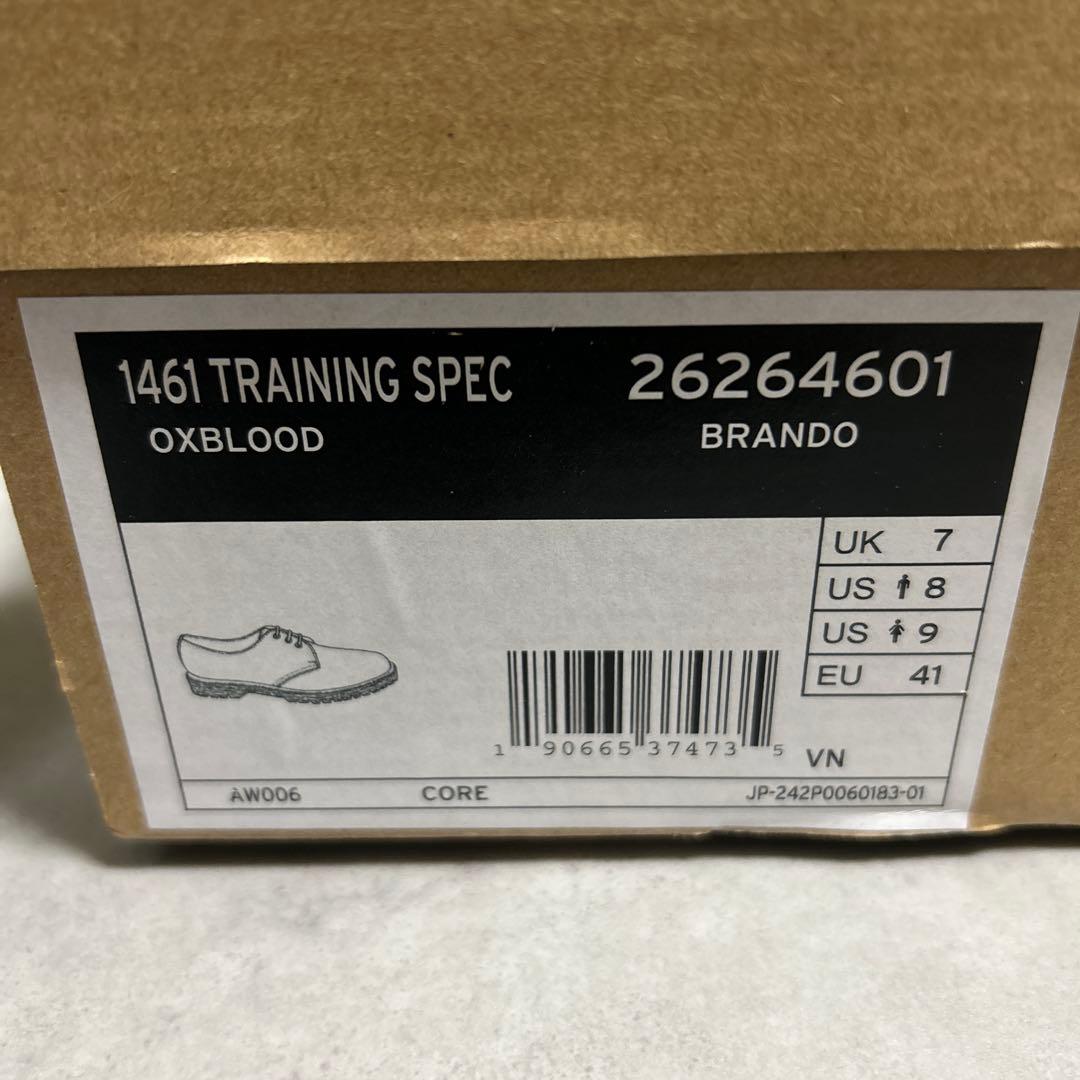 1461 TRAINING SPEC 26264601
OXBLOOD BRANDO
UK 7
US 8
US 9
EU 41
1 90665 37473 5
VN
AW006 CORE JP-242P0060183-01